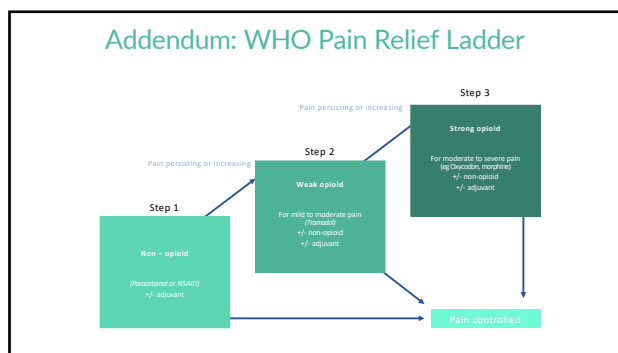 Addendum: WHO Pain Relief Ladder
Step 3
Pain persisting or increasing
Strong opioid
For moderate to severe pain
(eg Oxycodon, morphine)
+/- non-opioid
+/- adjuvant
Step 2
Pain persisting or increasing
Weak opioid
For mild to moderate pain
(Tramadol)
+/- non-opioid
+/- adjuvant
Step 1
Non – opioid
(Paracetamol or NSAID)
+/- adjuvant
Pain controlled